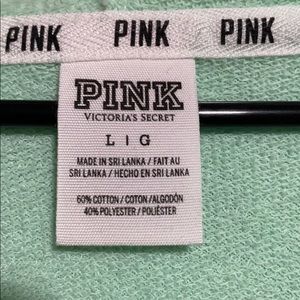 PINK PINK PINK
PINK
VICTORIA'S SECRET
L | G
MADE IN SRI LANKA / FAIT AU
SRI LANKA / HECHO EN SRI LANKA
60% COTTON / COTON / ALGODÓN
40% POLYESTER / POLIÉSTER